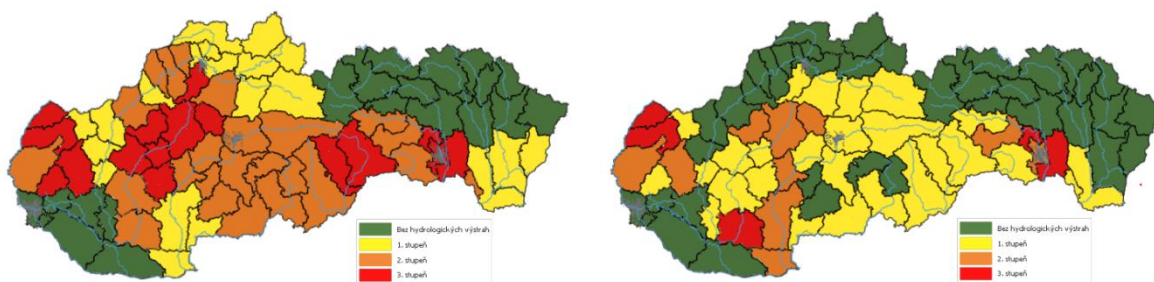 Bez hydrologických výstrah
1. stupeň
2. stupeň
3. stupeň
Bez hydrologických výstrah
1. stupeň
2. stupeň
3. stupeň